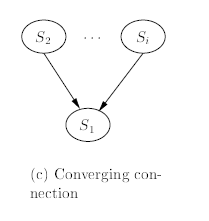 S2 ... Si
S1
(c) Converging con-
nection